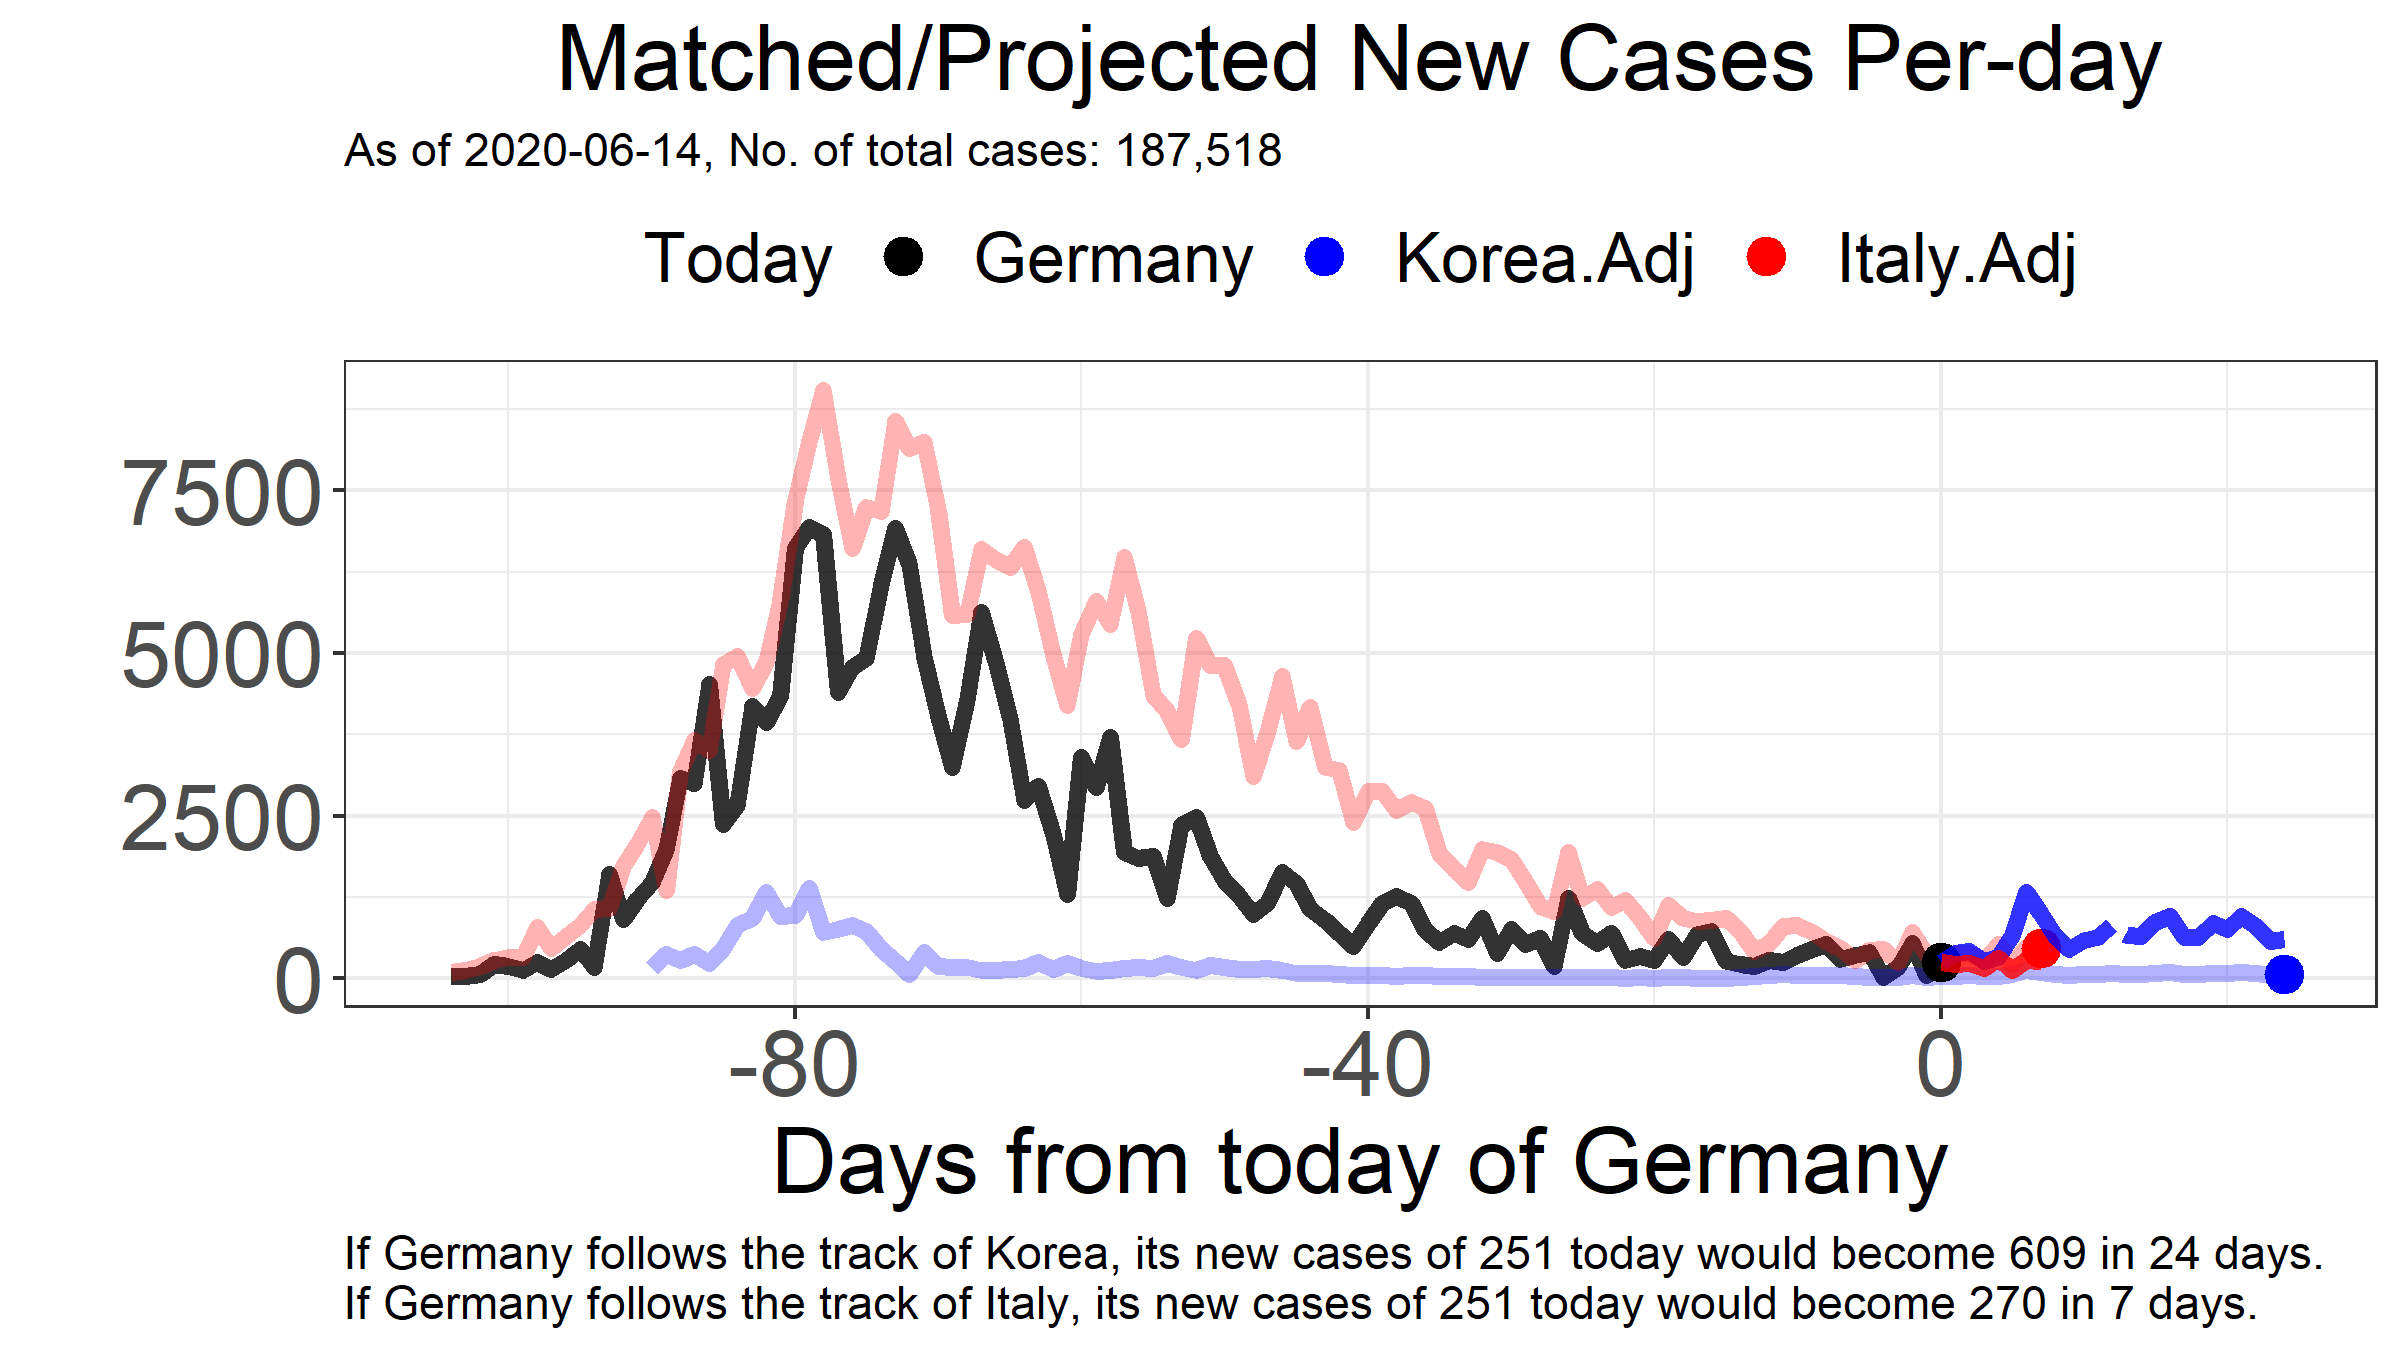 Matched/Projected New Cases Per-day
As of 2020-06-14, No. of total cases: 187,518
Today Germany Korea.Adj Italy.Adj
7500
5000
2500
0
-80 -40 0
Days from today of Germany
If Germany follows the track of Korea, its new cases of 251 today would become 609 in 24 days.
If Germany follows the track of Italy, its new cases of 251 today would become 270 in 7 days.